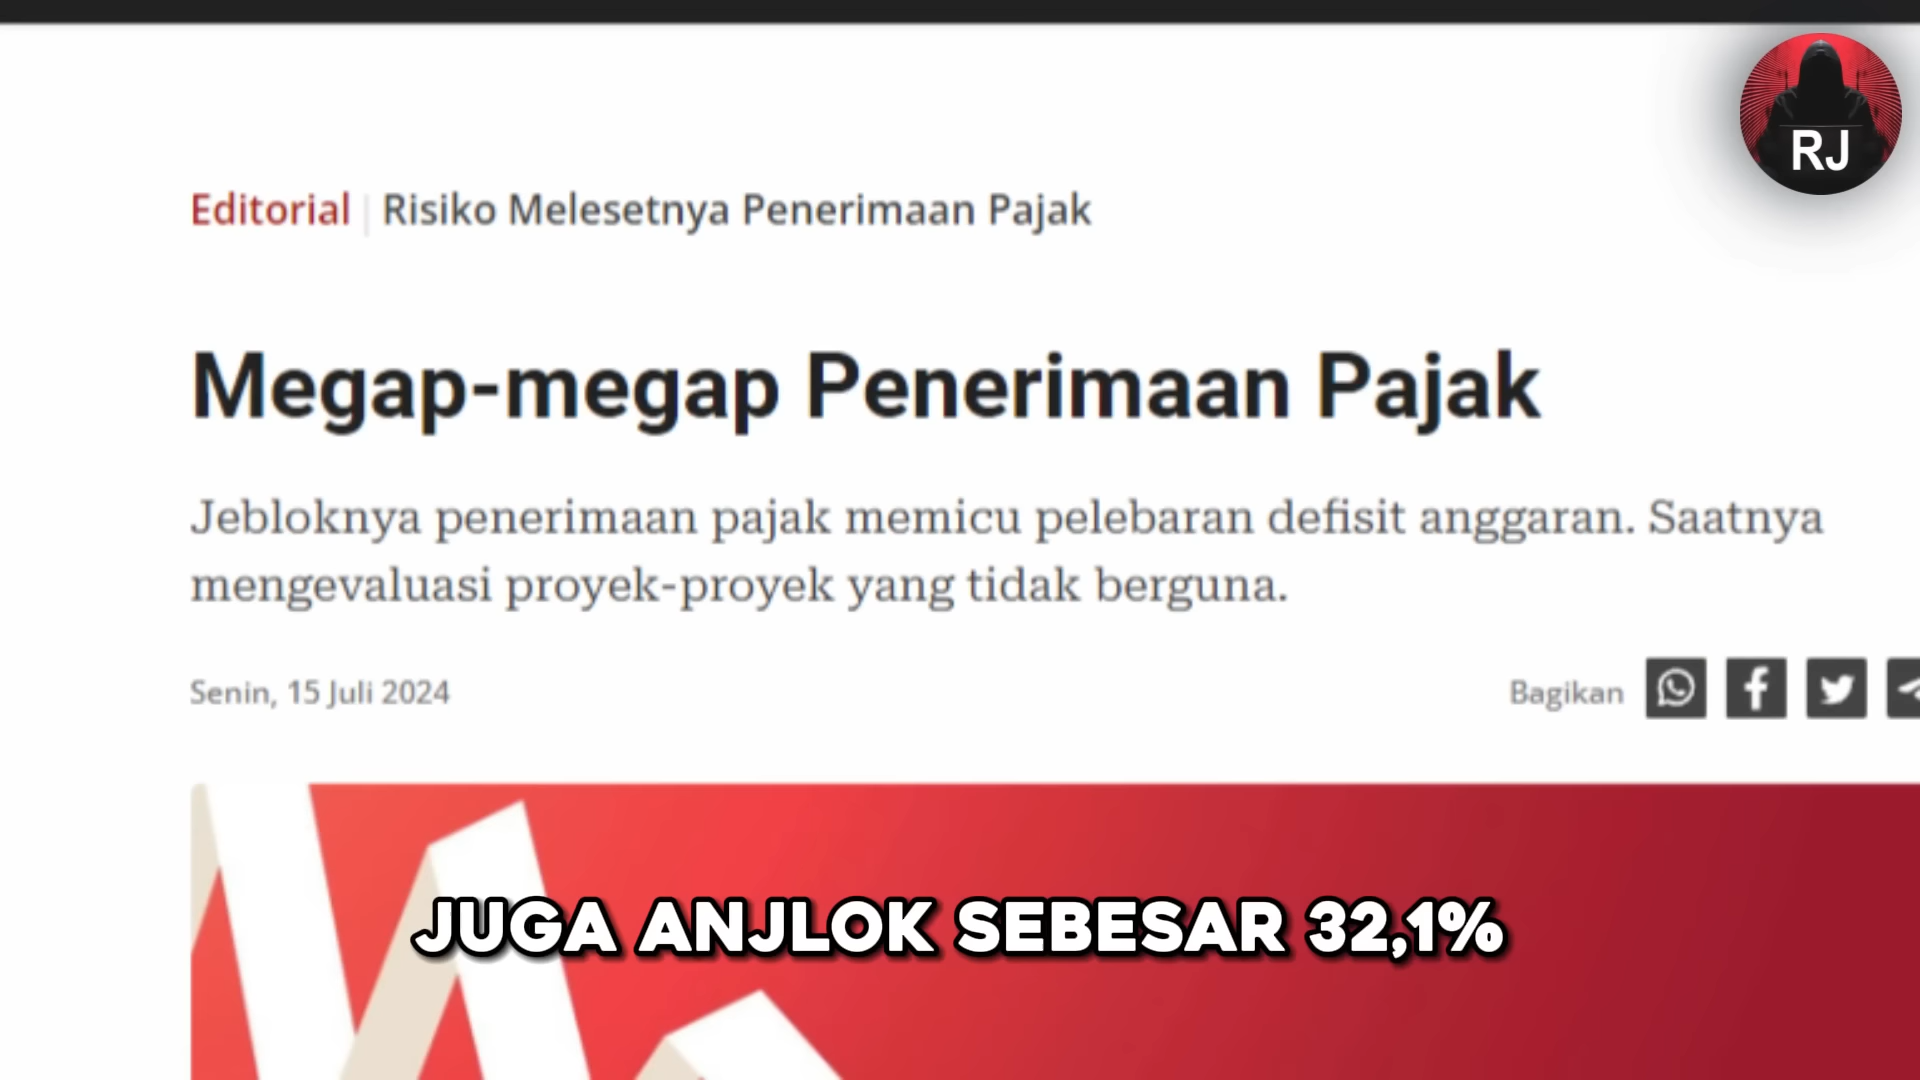 RJ
Editorial | Risiko Melesetnya Penerimaan Pajak
Megap-megap Penerimaan Pajak
Jebloknya penerimaan pajak memicu pelebaran defisit anggaran. Saatnya
mengevaluasi proyek-proyek yang tidak berguna.
Senin, 15 Juli 2024
Bagikan
JUGA ANJLOK SEBESAR 32,1%